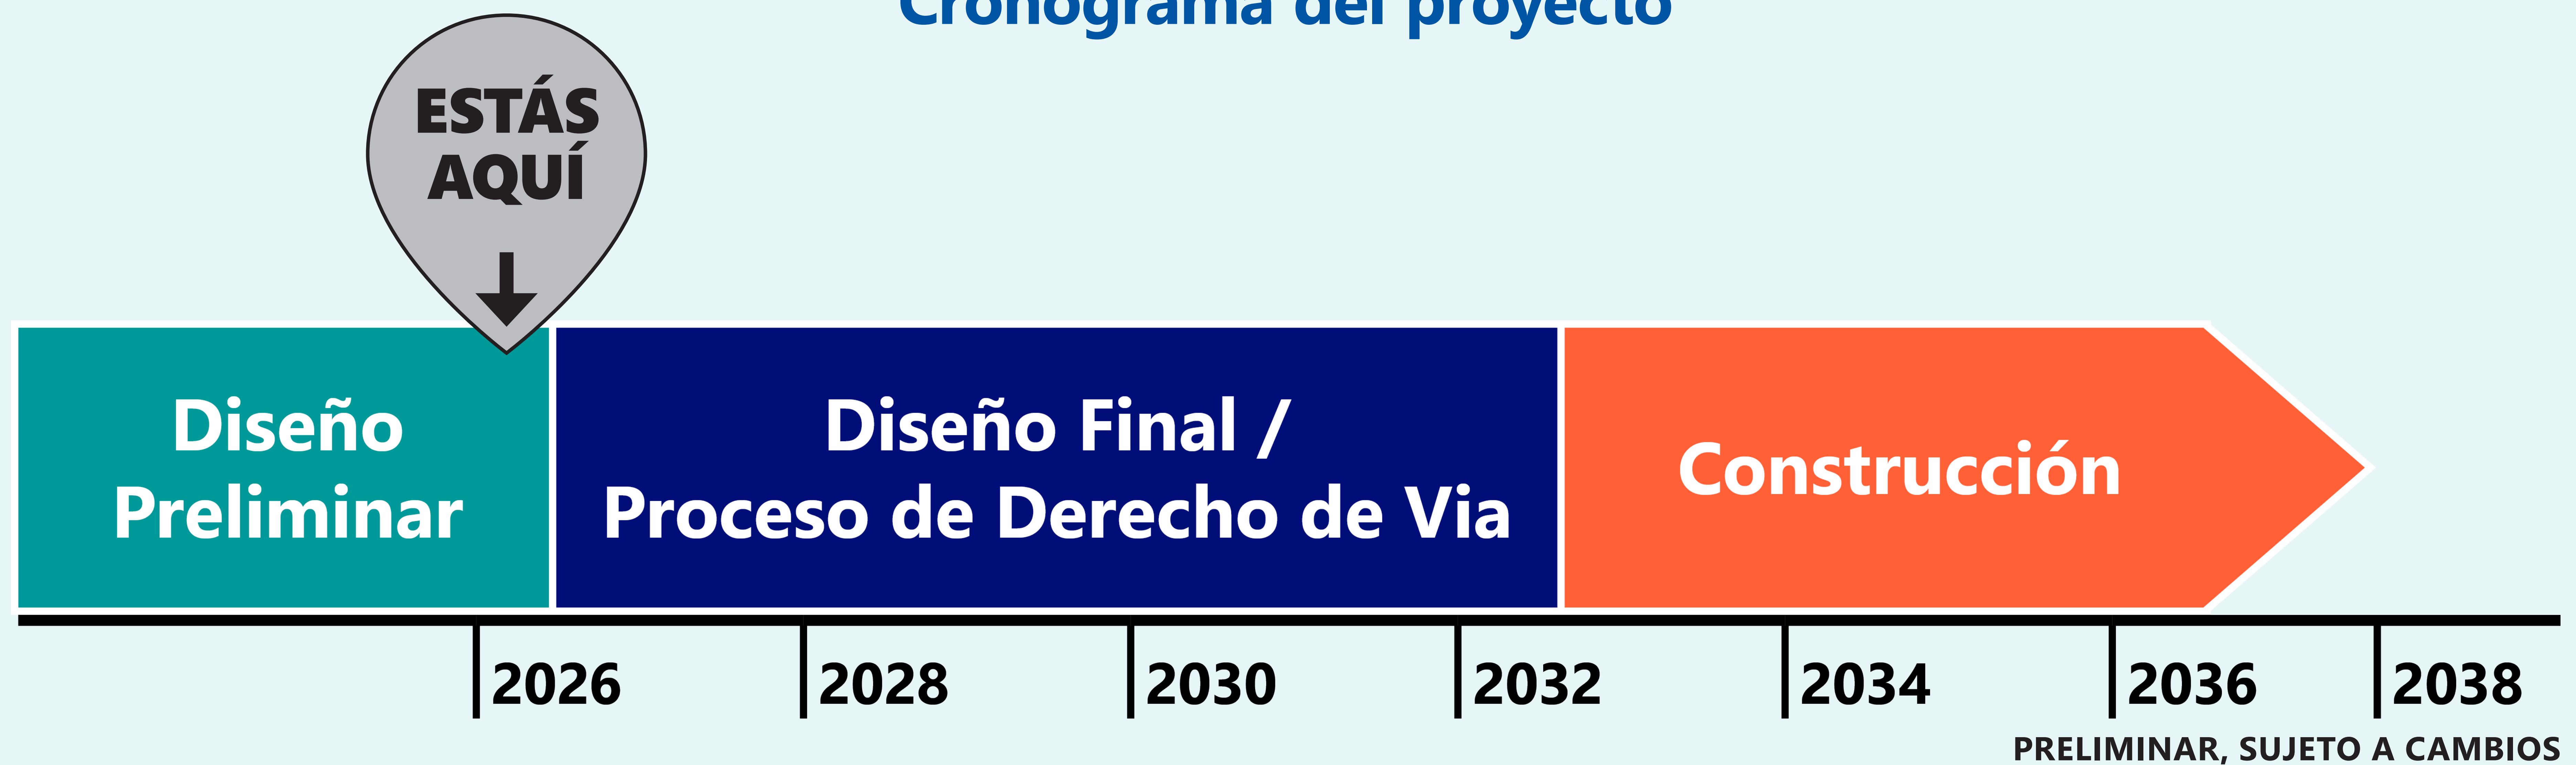 Cronograma del proyecto
ESTÁS
AQUÍ
Diseño
Preliminar
Diseño Final /
Proceso de Derecho de Via
Construcción
2026
2028
2030
2032
2034
2036
2038
PRELIMINAR, SUJETO A CAMBIOS